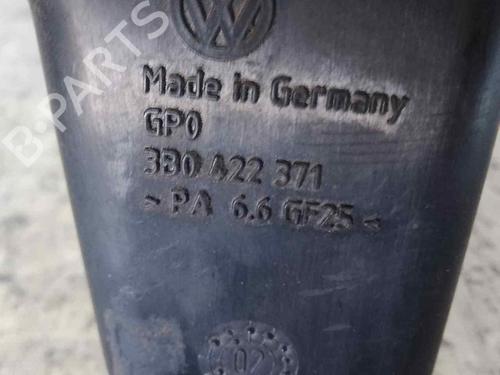 B-PARTS
Made in Germany
GPO
3B0 422 371
> PA 6.6 GF25 <
02